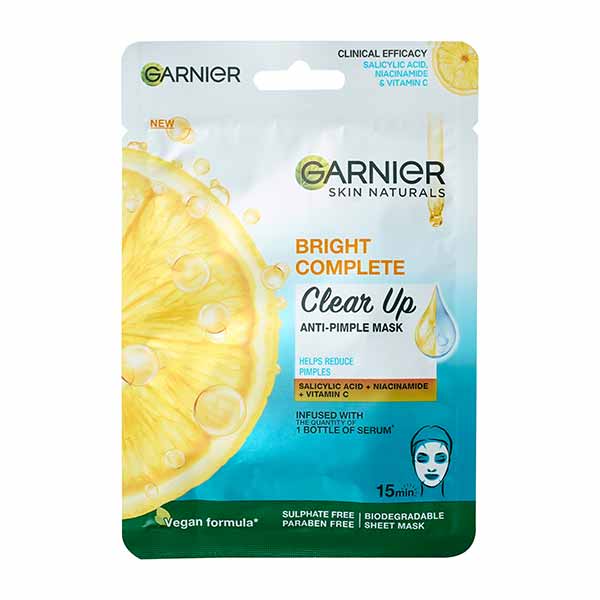 GARNIER
CLINICAL EFFICACY
SALICYLIC ACID,
NIACINAMIDE
& VITAMIN C
NEW
GARNIER
SKIN NATURALS
BRIGHT
COMPLETE
Clear Up
ANTI-PIMPLE MASK
HELPS REDUCE
PIMPLES
SALICYLIC ACID + NIACINAMIDE
+ VITAMIN C
INFUSED WITH
THE QUANTITY OF
1 BOTTLE OF SERUM*
15min
Vegan formula*
SULPHATE FREE
PARABEN FREE
BIODEGRADABLE
SHEET MASK